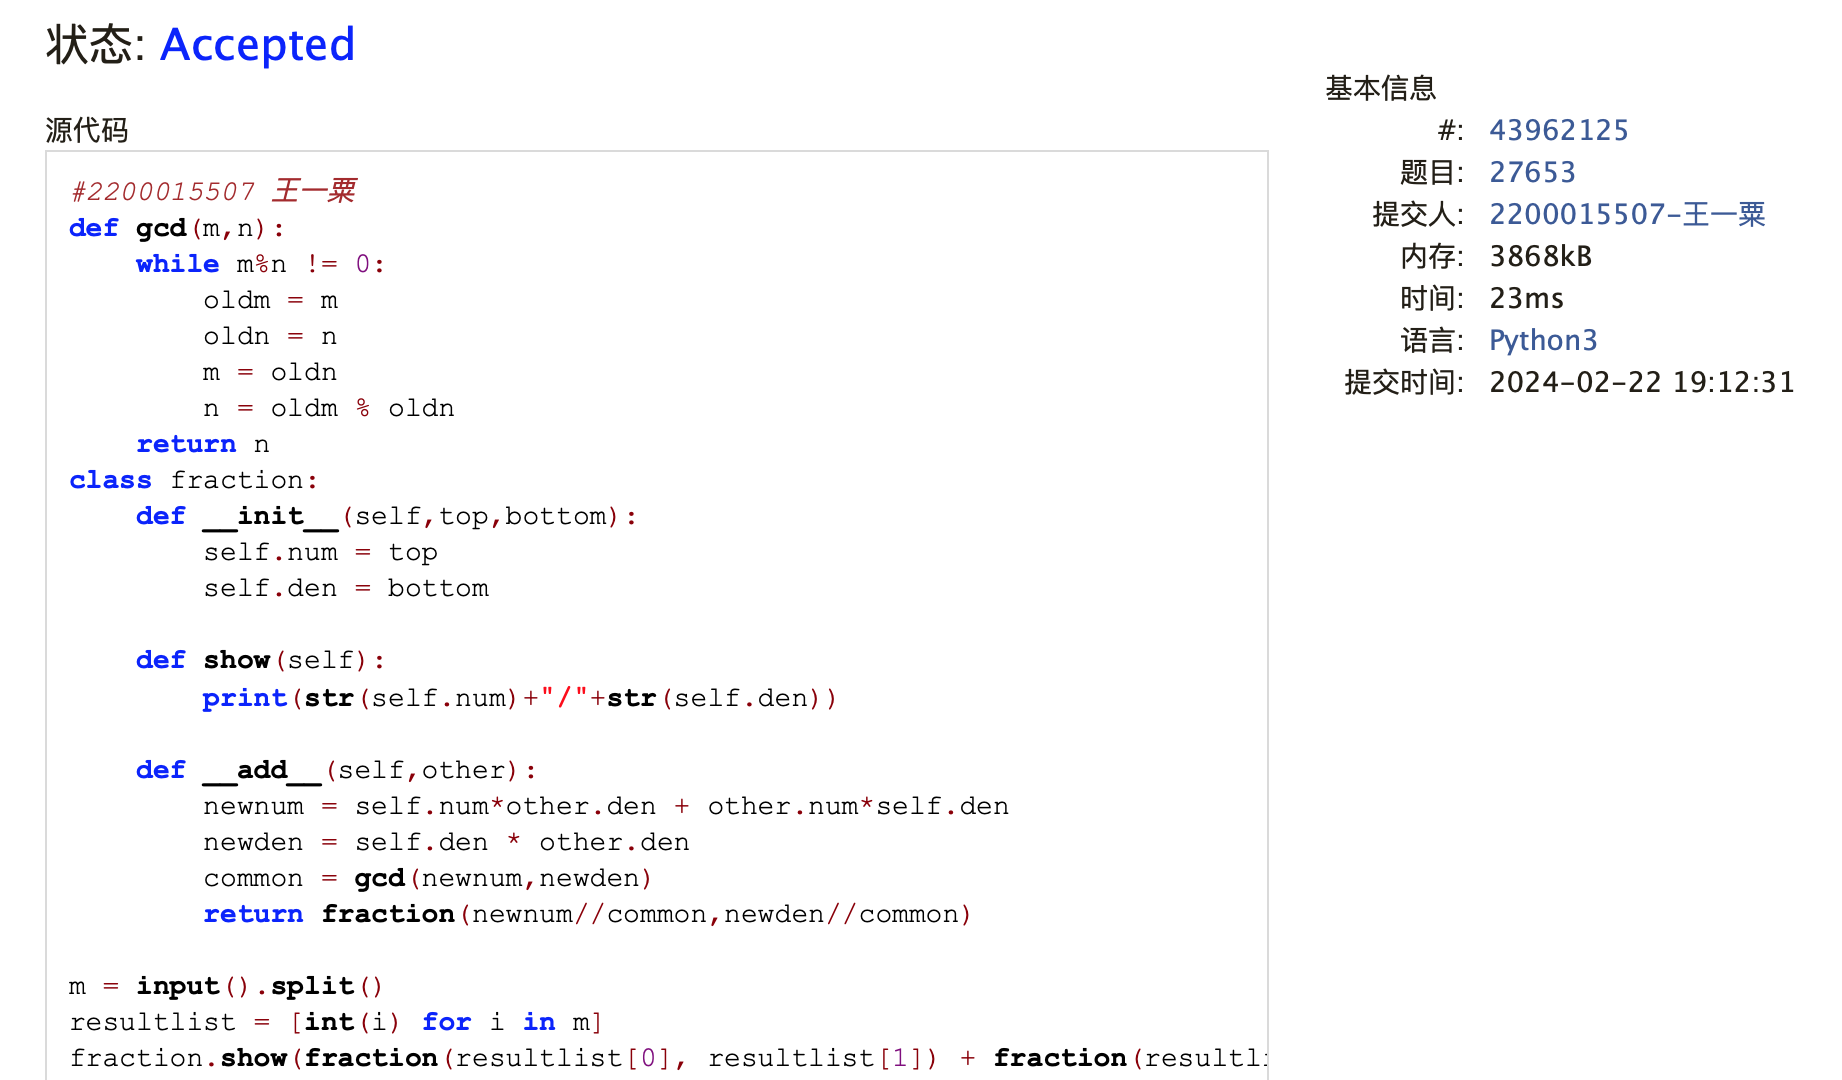 状态: Accepted
源代码
#2200015507 王一粟
def gcd(m,n):
    while m%n != 0:
        oldm = m
        oldn = n
        m = oldn
        n = oldm % oldn
    return n
class fraction:
    def __init__(self,top,bottom):
        self.num = top
        self.den = bottom

    def show(self):
        print(str(self.num)+"/"+str(self.den))

    def __add__(self,other):
        newnum = self.num*other.den + other.num*self.den
        newden = self.den * other.den
        common = gcd(newnum,newden)
        return fraction(newnum//common,newden//common)

m = input().split()
resultlist = [int(i) for i in m]
fraction.show(fraction(resultlist[0], resultlist[1]) + fraction(resultli
基本信息
#: 43962125
题目: 27653
提交人: 2200015507-王一粟
内存: 3868kB
时间: 23ms
语言: Python3
提交时间: 2024-02-22 19:12:31